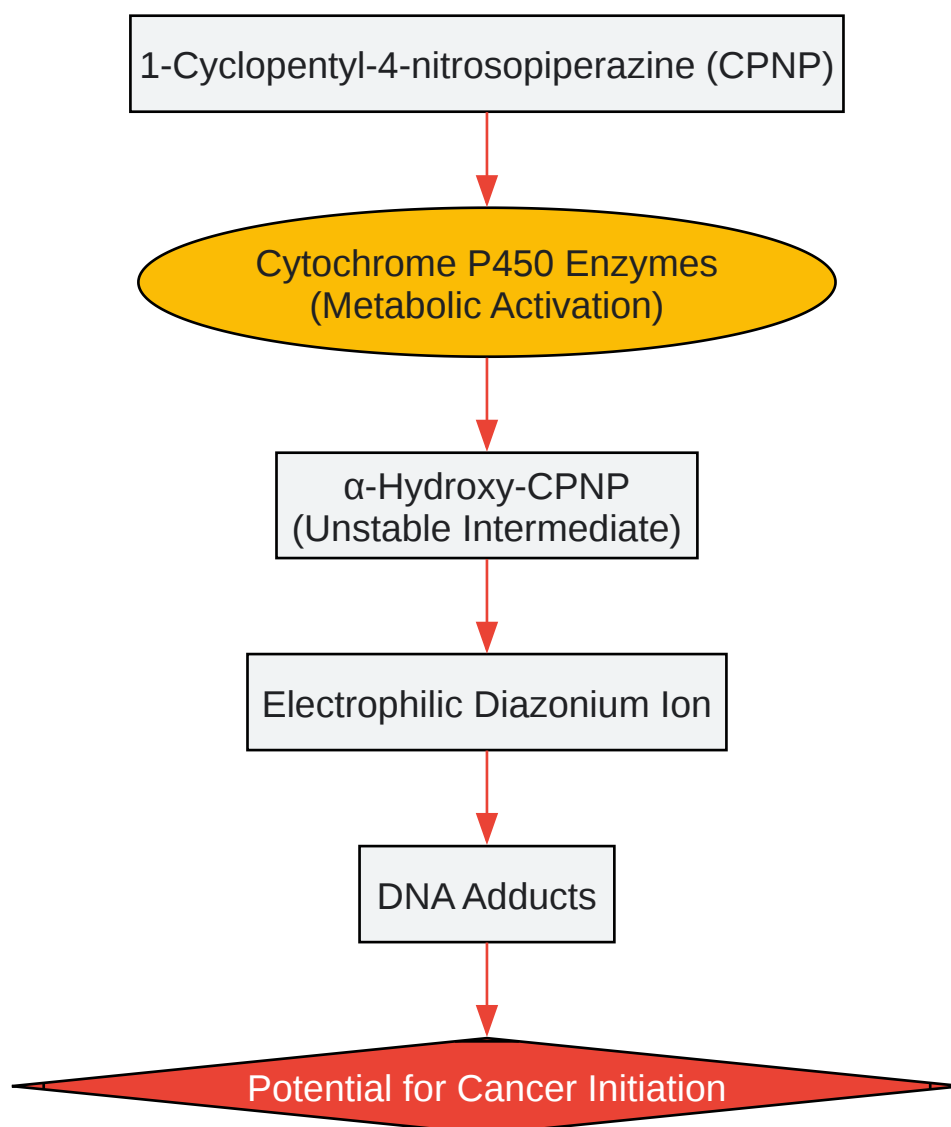 1-Cyclopentyl-4-nitrosopiperazine (CPNP)
Cytochrome P450 Enzymes
(Metabolic Activation)
α-Hydroxy-CPNP
(Unstable Intermediate)
Electrophilic Diazonium Ion
DNA Adducts
Potential for Cancer Initiation